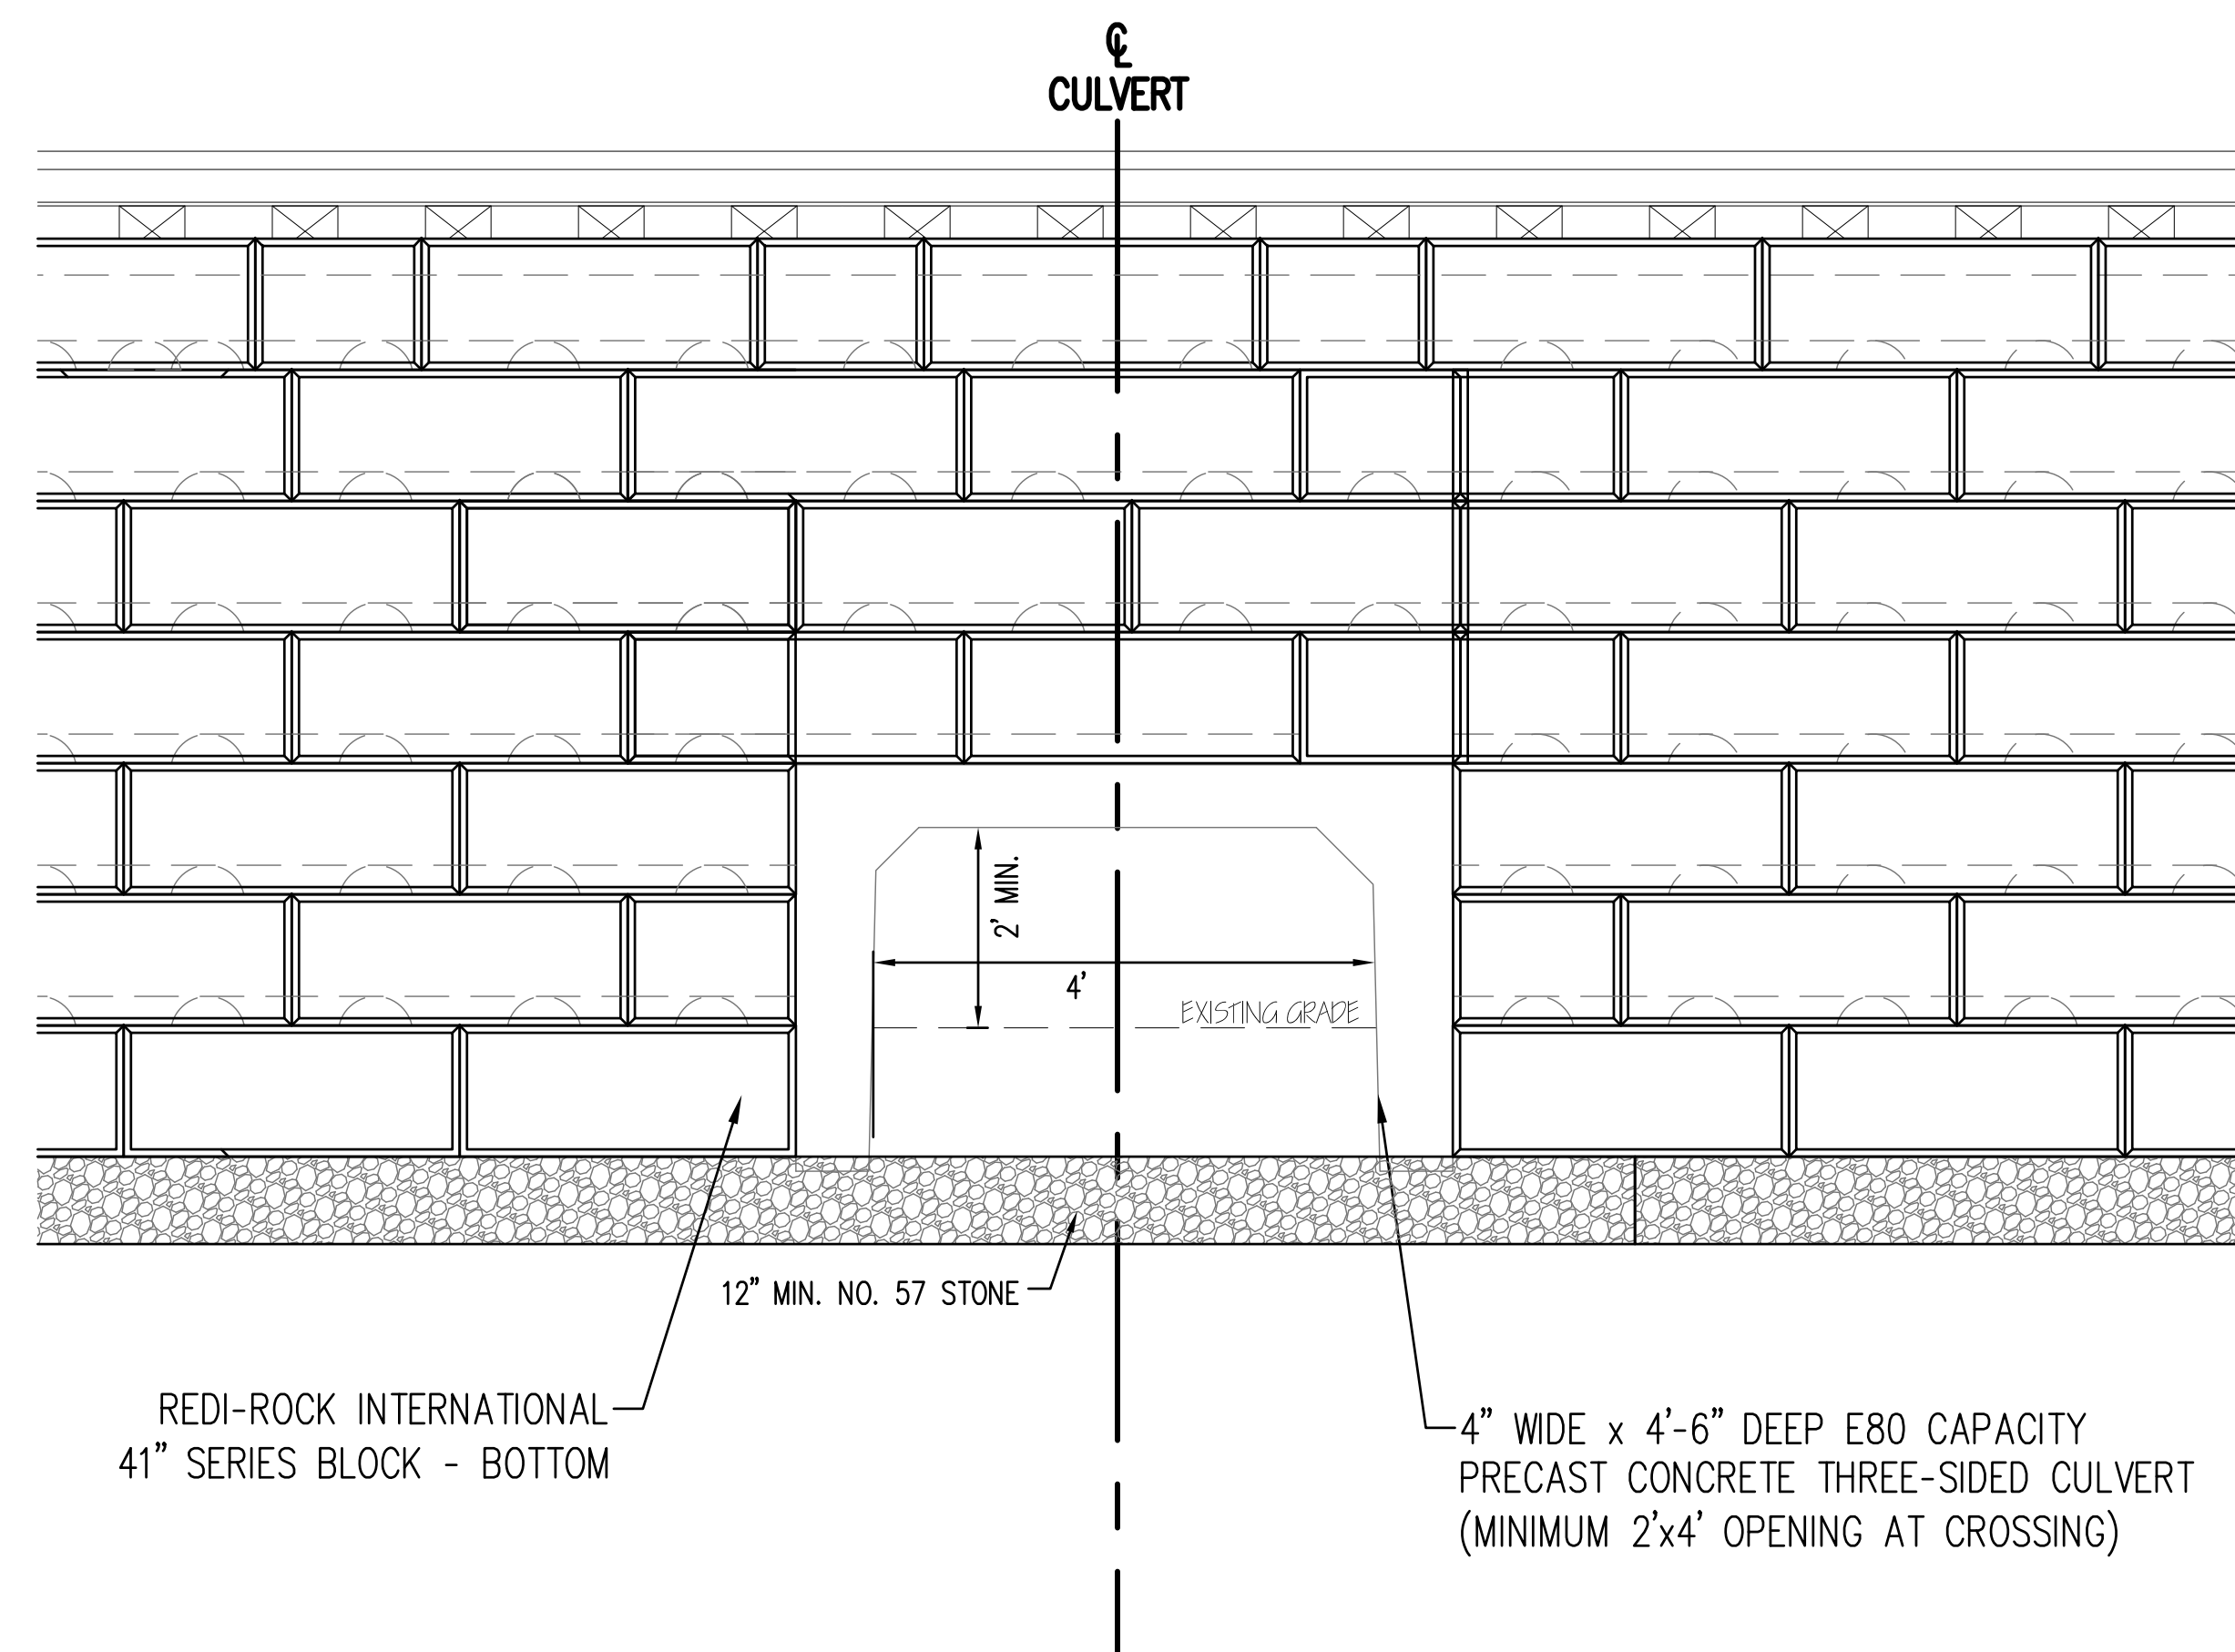 ℄
CULVERT
2' MIN.
4'
EXISTING GRADE
12" MIN. NO. 57 STONE
REDI-ROCK INTERNATIONAL
41" SERIES BLOCK - BOTTOM
4" WIDE x 4'-6" DEEP E80 CAPACITY
PRECAST CONCRETE THREE-SIDED CULVERT
(MINIMUM 2'x4' OPENING AT CROSSING)